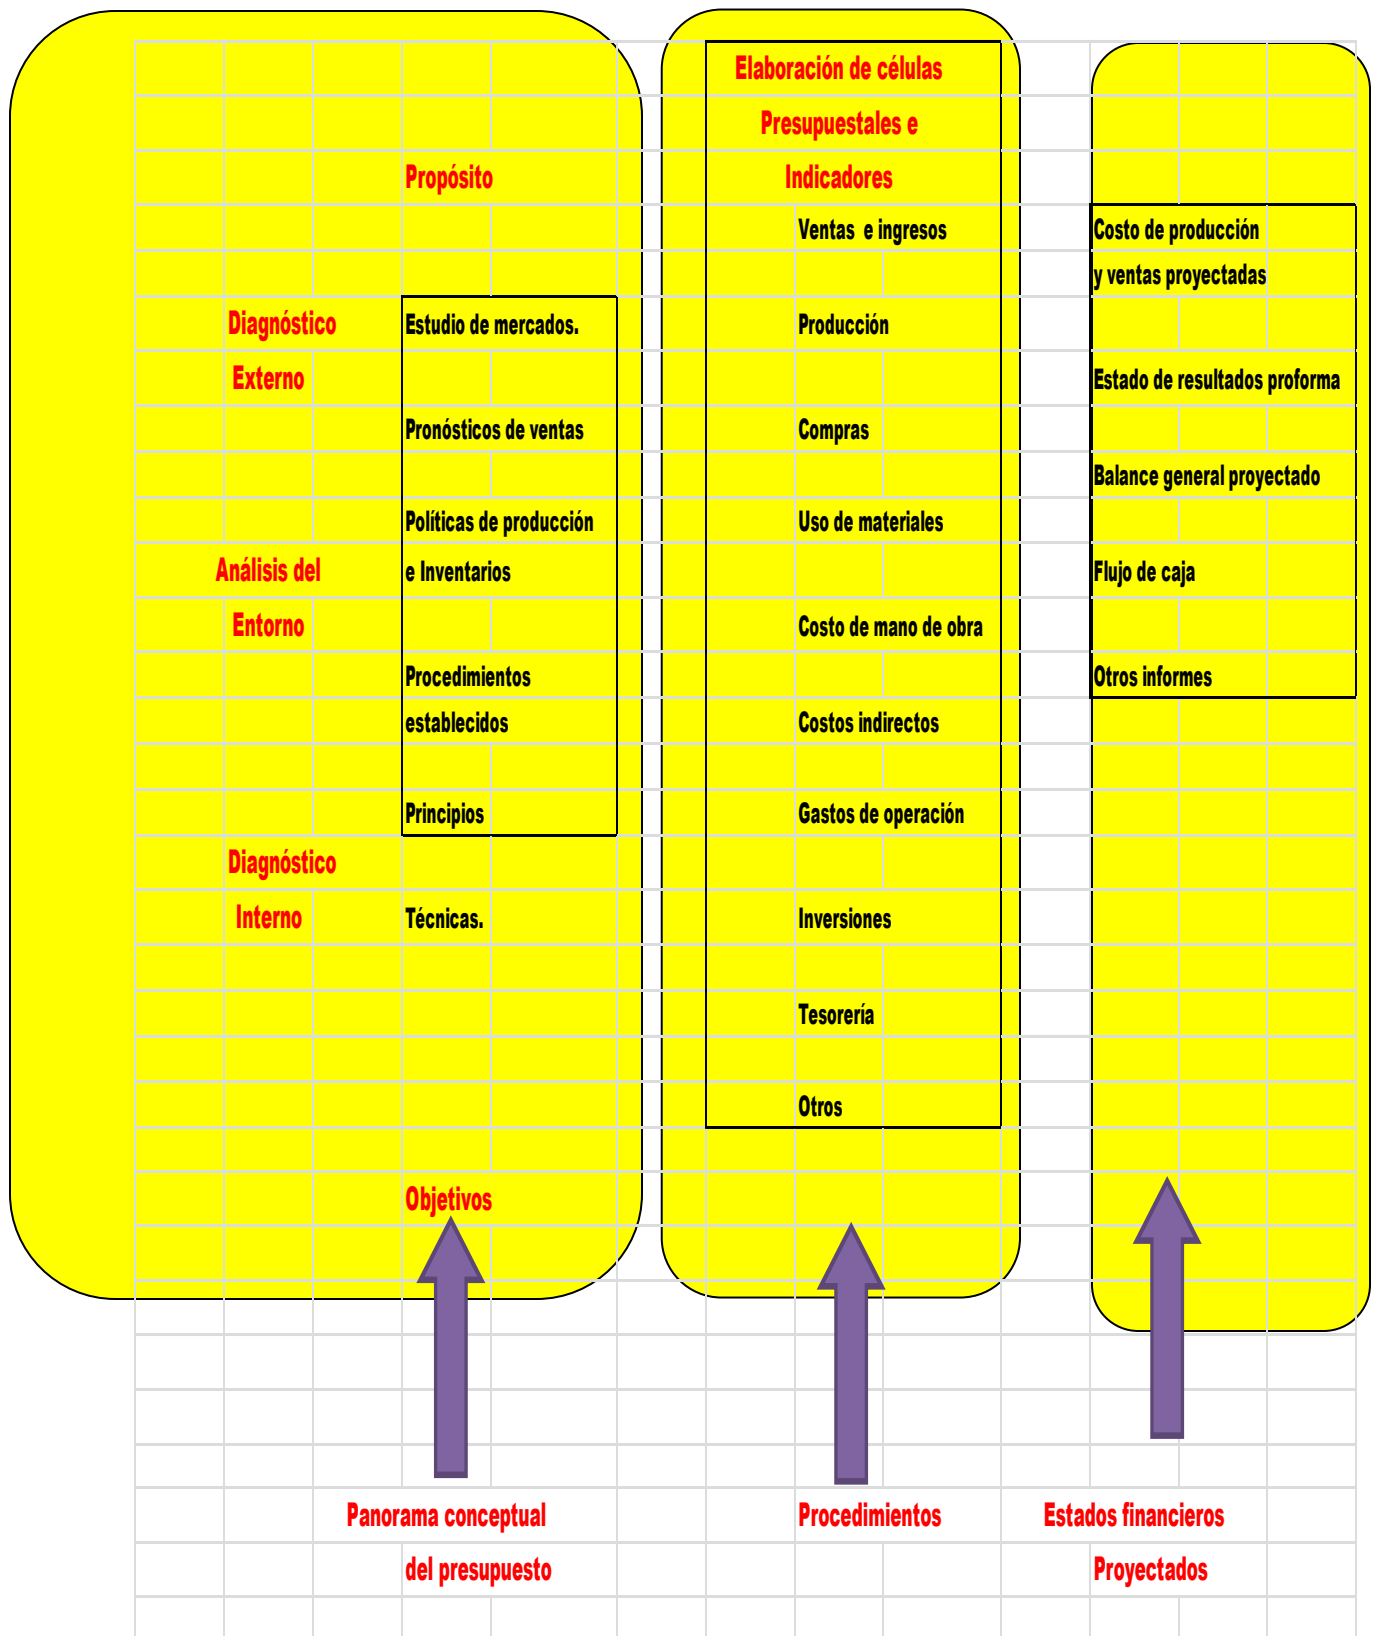 Propósito
Diagnóstico
Externo
Análisis del
Entorno
Diagnóstico
Interno
Estudio de mercados.
Pronósticos de ventas
Políticas de producción
e Inventarios
Procedimientos
establecidos
Principios
Técnicas.
Objetivos
Elaboración de células
Presupuestales e
Indicadores
Ventas  e ingresos
Producción
Compras
Uso de materiales
Costo de mano de obra
Costos indirectos
Gastos de operación
Inversiones
Tesorería
Otros
Costo de producción
y ventas proyectadas
Estado de resultados proforma
Balance general proyectado
Flujo de caja
Otros informes
Panorama conceptual
del presupuesto
Procedimientos
Estados financieros
Proyectados